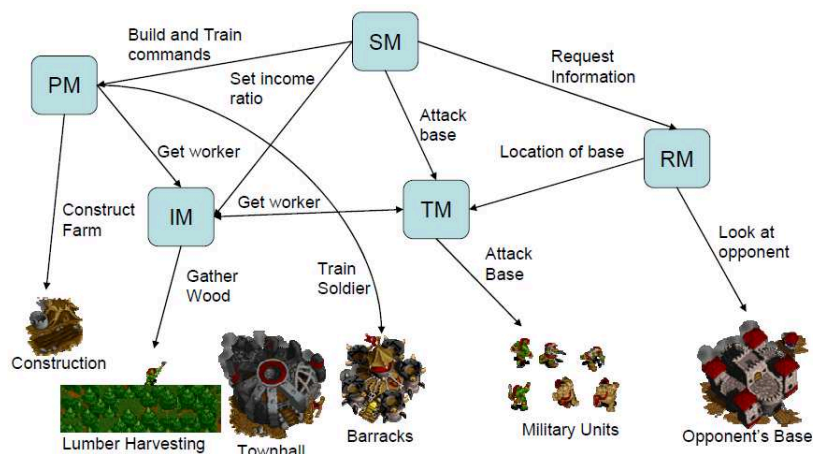 Build and Train
commands
SM
Request
Information
PM
Set income
ratio
Attack
base
Get worker
Location of base
RM
Construct
Farm
IM
Get worker
TM
Look at
opponent
Gather
Wood
Train
Soldier
Attack
Base
Construction
Lumber Harvesting
Townhall
Barracks
Military Units
Opponent's Base